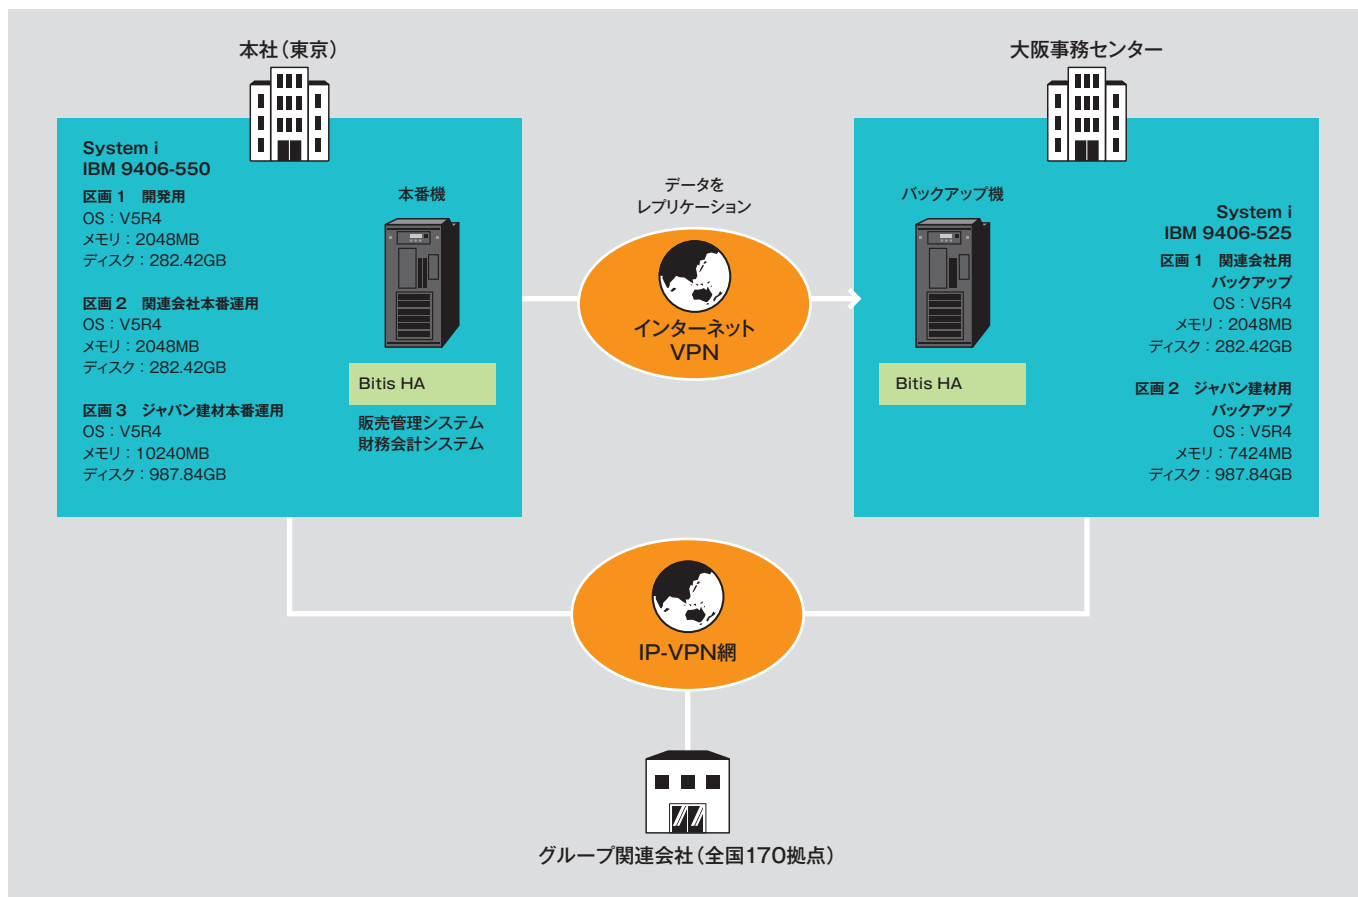 本社（東京）
System i
IBM 9406-550
区画 1　開発用
OS：V5R4
メモリ：2048MB
ディスク：282.42GB
区画 2　関連会社本番運用
OS：V5R4
メモリ：2048MB
ディスク：282.42GB
区画 3　ジャパン建材本番運用
OS：V5R4
メモリ：10240MB
ディスク：987.84GB
本番機
Bitis HA
販売管理システム
財務会計システム
データを
レプリケーション
インターネット
VPN
大阪事務センター
バックアップ機
Bitis HA
System i
IBM 9406-525
区画 1　関連会社用
バックアップ
OS：V5R4
メモリ：2048MB
ディスク：282.42GB
区画 2　ジャパン建材用
バックアップ
OS：V5R4
メモリ：7424MB
ディスク：987.84GB
IP-VPN網
グループ関連会社（全国170拠点）